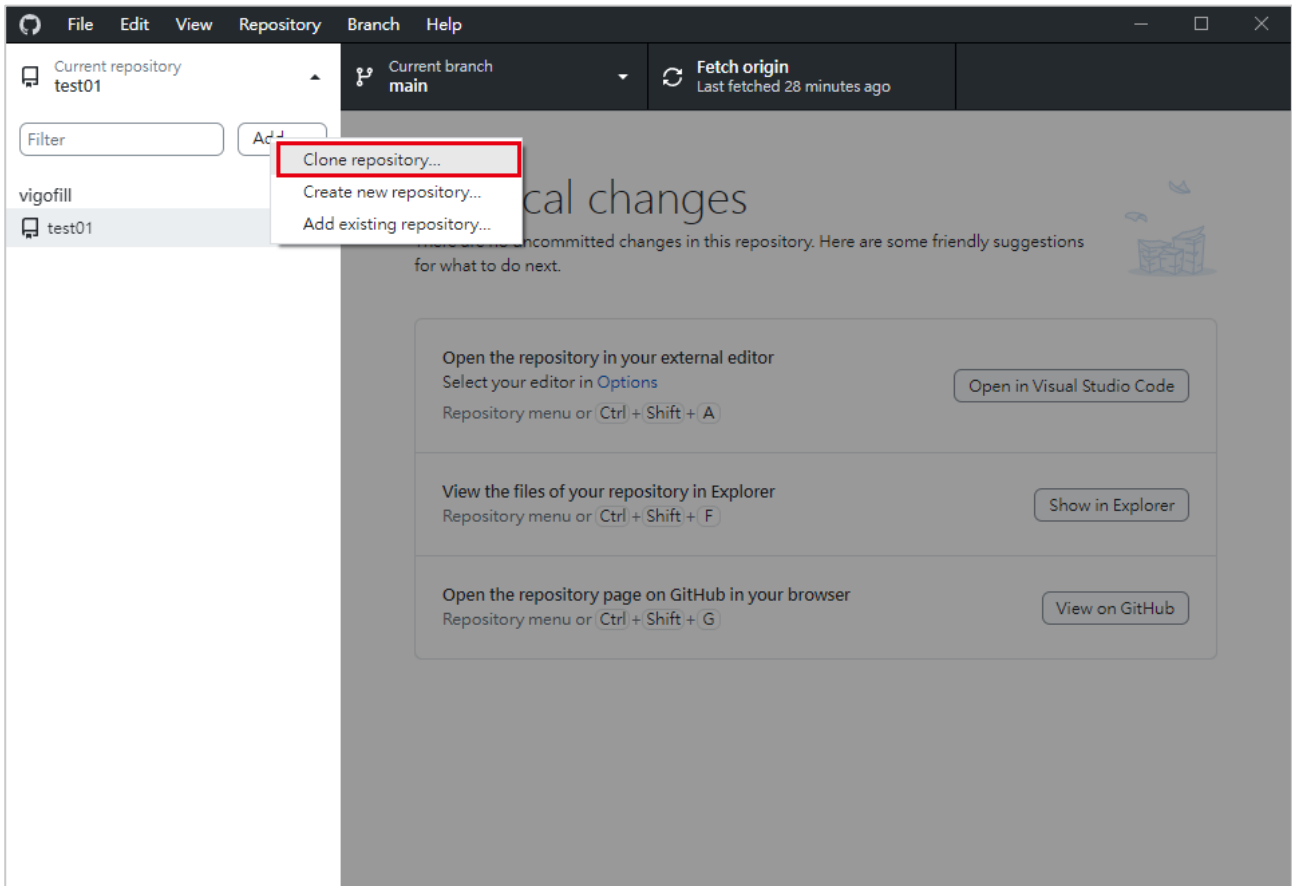 File Edit View Repository Branch Help
Current repository
test01
Current branch
main
Fetch origin
Last fetched 28 minutes ago
Filter
Clone repository...
Create new repository...
Add existing repository...
vigofill
test01
cal changes
uncommitted changes in this repository. Here are some friendly suggestions
for what to do next.
Open the repository in your external editor
Select your editor in Options
Repository menu or Ctrl + Shift + A
Open in Visual Studio Code
View the files of your repository in Explorer
Repository menu or Ctrl + Shift + F
Show in Explorer
Open the repository page on GitHub in your browser
Repository menu or Ctrl + Shift + G
View on GitHub